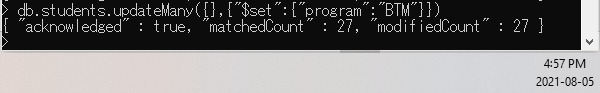 > db.students.updateMany({},{"$set":{"program":"BTM"}})
{ "acknowledged" : true, "matchedCount" : 27, "modifiedCount" : 27 }
>
4:57 PM
2021-08-05